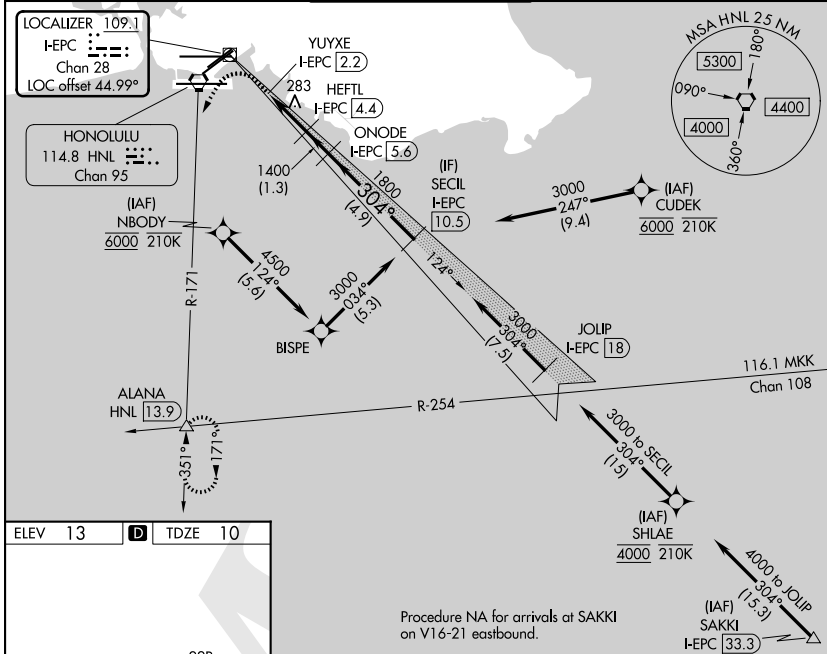 LOCALIZER 109.1
I-EPC
Chan 28
LOC offset 44.99°
HONOLULU
114.8 HNL
Chan 95
YUYXE
I-EPC 2.2
283
HEFTL
I-EPC 4.4
ONODE
I-EPC 5.6
1400
(1.3)
(IF)
SECIL
I-EPC
10.5
1800
304°
(4.9)
MSA HNL 25 NM
180°
5300
090°
4400
4000
360°
3000
247°
(9.4)
(IAF)
CUDEK
6000 210K
(IAF)
NBODY
6000 210K
4500
124°
(5.6)
3000
034°
(5.3)
BISPE
R-171
124°
3000
304°
(7.5)
JOLIP
I-EPC 18
116.1 MKK
Chan 108
R-254
ALANA
HNL 13.9
351°
171°
3000 to SECIL
304°
(15)
(IAF)
SHLAE
4000 210K
4000 to JOLIP
304°
(15.3)
(IAF)
SAKKI
I-EPC 33.3
Procedure NA for arrivals at SAKKI
on V16-21 eastbound.
ELEV 13 D TDZE 10